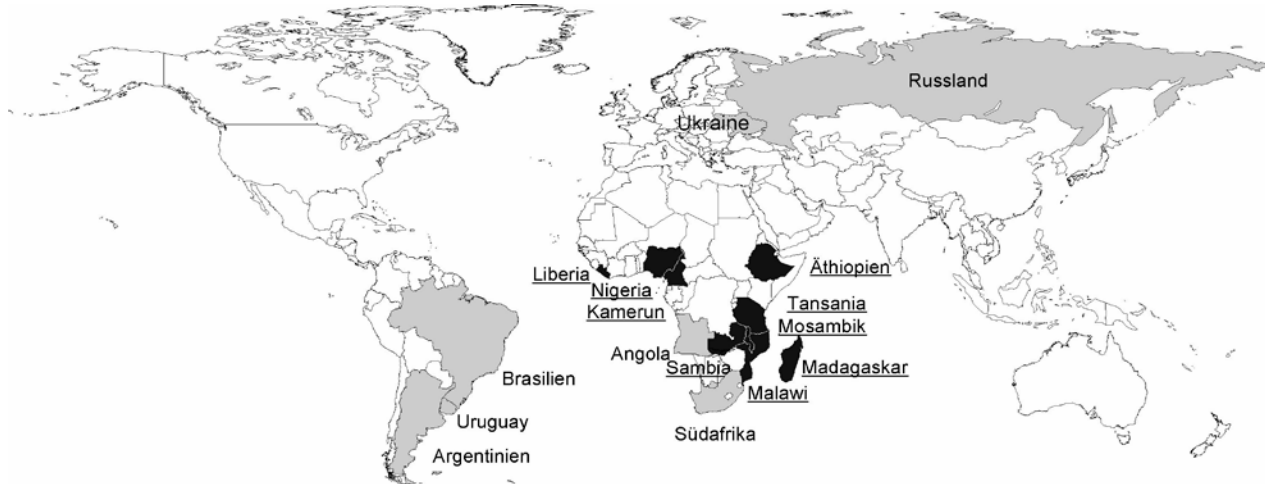 Russland
Ukraine
Liberia
Nigeria
Kamerun
Äthiopien
Tansania
Mosambik
Angola
Sambia
Madagaskar
Malawi
Brasilien
Uruguay
Südafrika
Argentinien